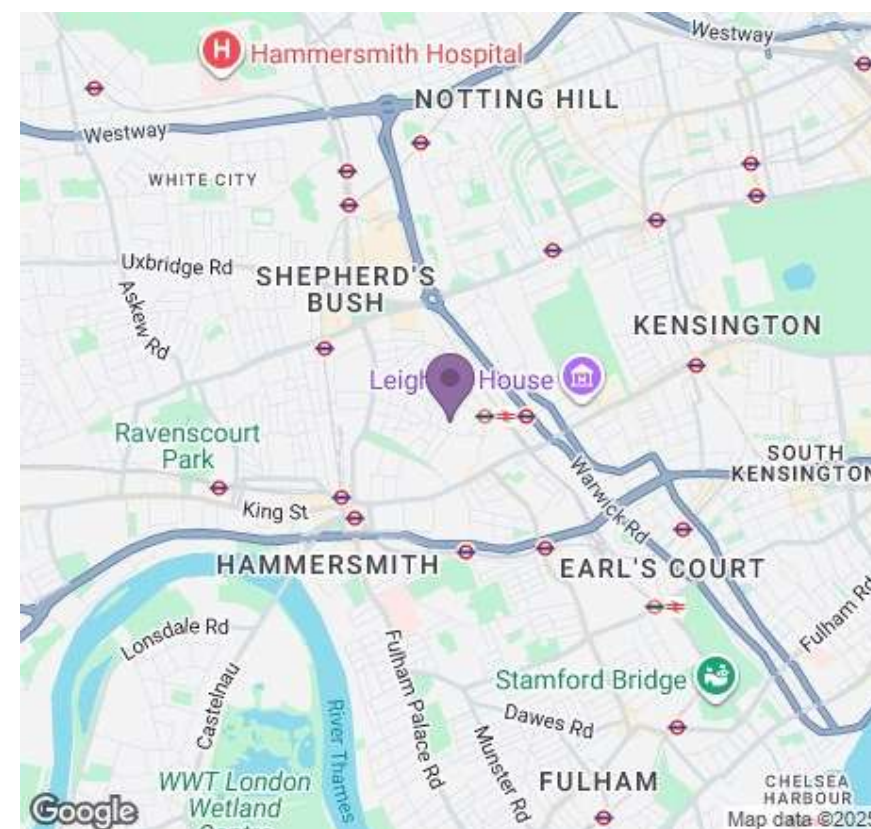 Westway
H
Hammersmith Hospital
NOTTING HILL
Westway
WHITE CITY
Uxbridge Rd
SHEPHERD'S
BUSH
Askew Rd
KENSINGTON
Leigh House
Ravenscourt
Park
SOUTH
KENSINGTON
King St
Warwick Rd
HAMMERSMITH
EARL'S COURT
Lonsdale Rd
Fulham Rd
Castelnau
Fulham Palace Rd
River Thames
Stamford Bridge
Dawes Rd
Munster Rd
WWT London
Wetland
FULHAM
CHELSEA
HARBOUR
Google
Map data ©2025